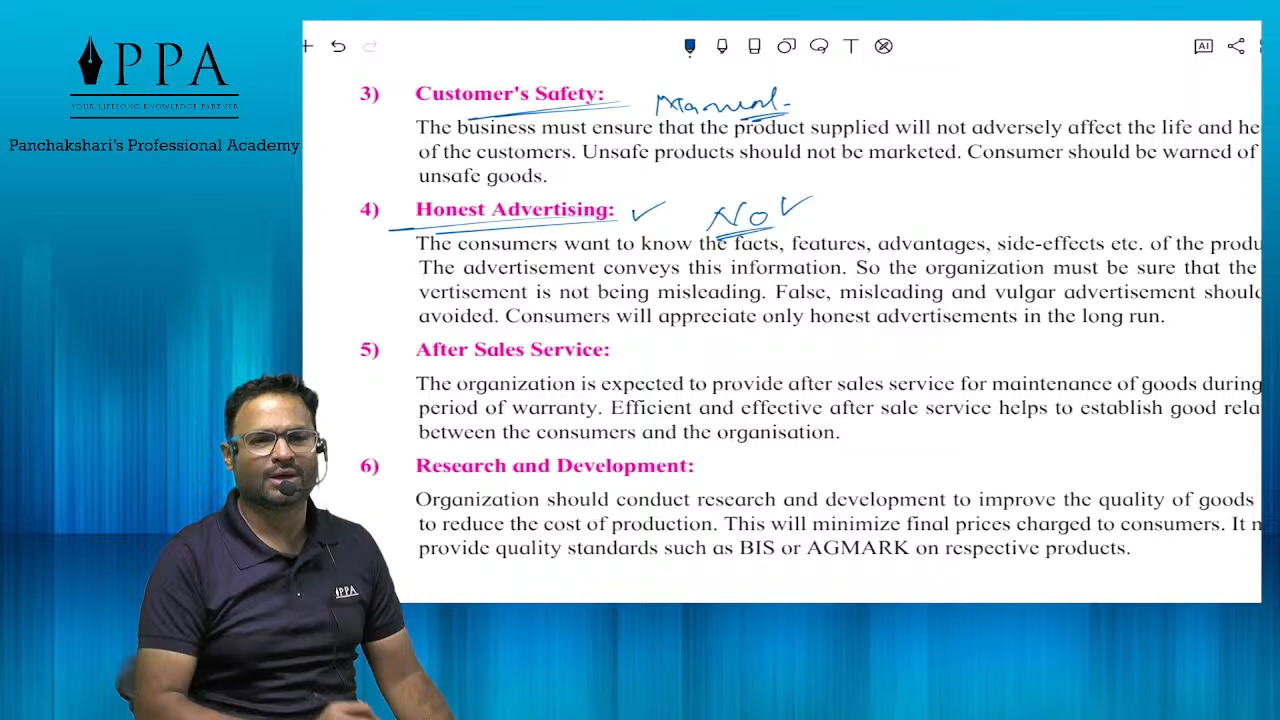 PPA
YOUR LIFELONG KNOWLEDGE PARTNER
Panchakshari's Professional Academy
AI
3) Customer's Safety: Manual
The business must ensure that the product supplied will not adversely affect the life and he
of the customers. Unsafe products should not be marketed. Consumer should be warned of
unsafe goods.
4) Honest Advertising: No
The consumers want to know the facts, features, advantages, side-effects etc. of the produ
The advertisement conveys this information. So the organization must be sure that the
vertisement is not being misleading. False, misleading and vulgar advertisement should
avoided. Consumers will appreciate only honest advertisements in the long run.
5) After Sales Service:
The organization is expected to provide after sales service for maintenance of goods during
period of warranty. Efficient and effective after sale service helps to establish good rela
between the consumers and the organisation.
6) Research and Development:
Organization should conduct research and development to improve the quality of goods
to reduce the cost of production. This will minimize final prices charged to consumers. It
provide quality standards such as BIS or AGMARK on respective products.
PPA